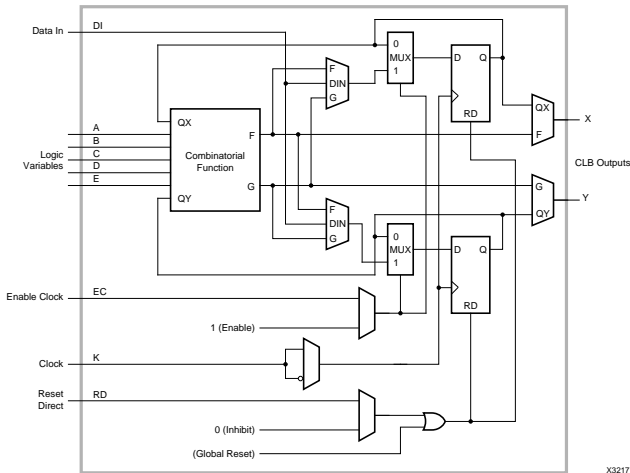 Data In
DI
0
MUX
1
D
Q
RD
F
DIN
G
QX
F
X
QX
A
B
C
D
E
Logic
Variables
Combinatorial
Function
F
G
QY
CLB Outputs
G
QY
Y
F
DIN
G
0
MUX
1
D
Q
RD
Enable Clock
EC
1 (Enable)
Clock
K
Reset
Direct
RD
0 (Inhibit)
(Global Reset)
X3217